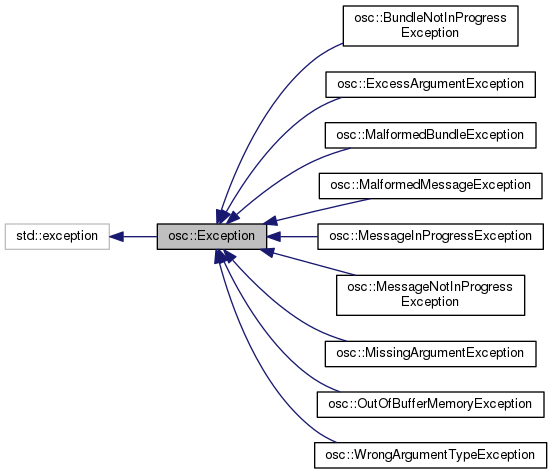 osc::BundleNotInProgress
Exception
osc::ExcessArgumentException
osc::MalformedBundleException
osc::MalformedMessageException
std::exception
osc::Exception
osc::MessageInProgressException
osc::MessageNotInProgress
Exception
osc::MissingArgumentException
osc::OutOfBufferMemoryException
osc::WrongArgumentTypeException